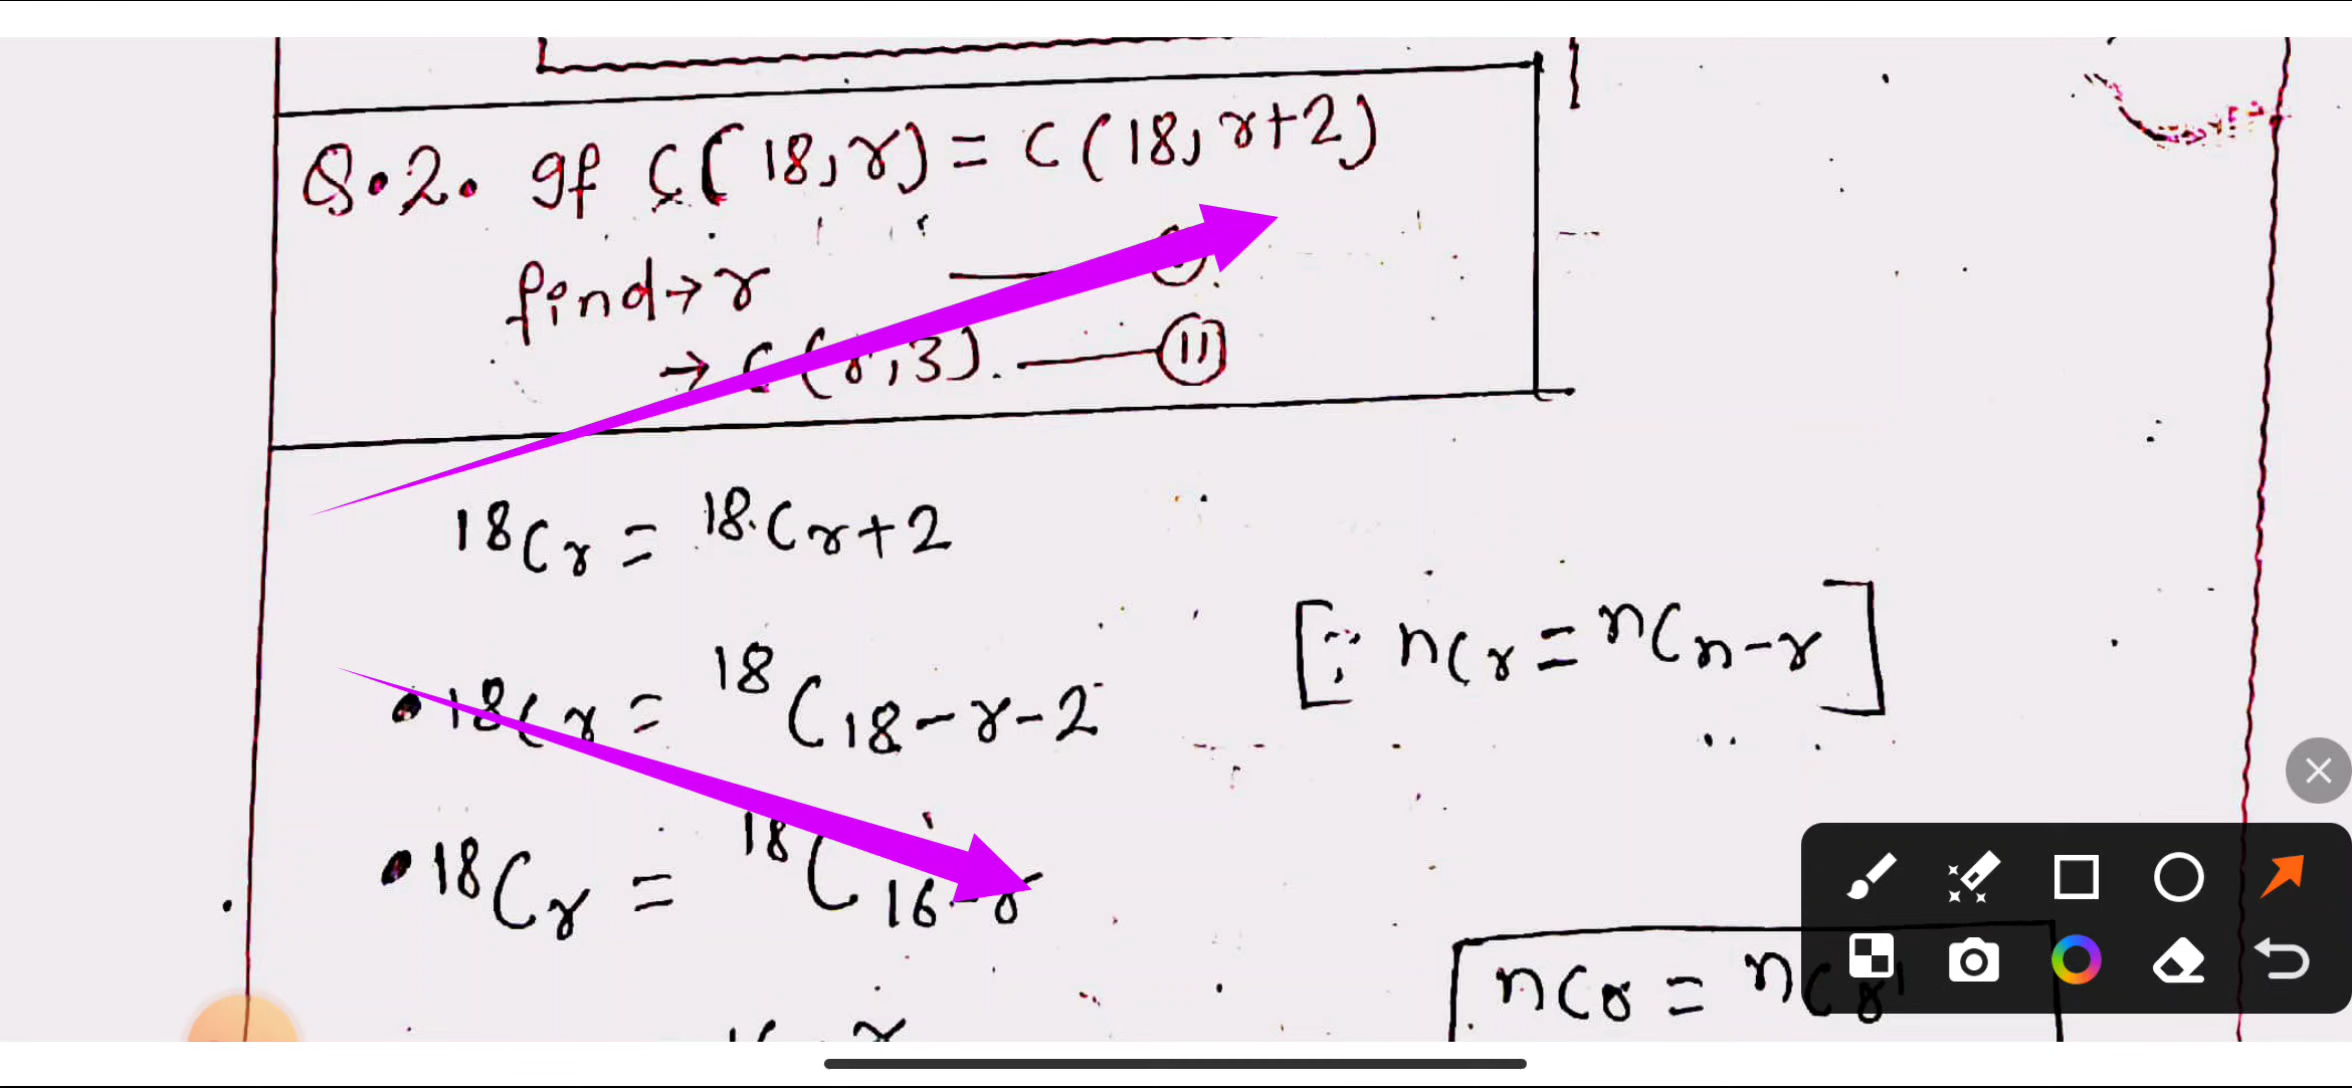 Q.2. If C(18,r) = C(18,r+2)
find→r
→ C(r,3). — (II)
18Cr = 18Cr+2
18Cr = 18C18-r-2
[∵ nCr = nCn-r]
• 18Cr = 18C16-r
nCr = nCr'